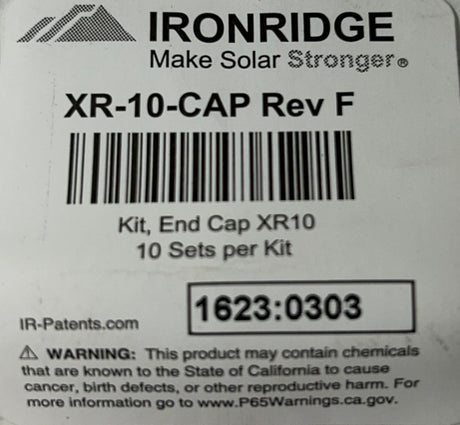 IRONRIDGE
Make Solar Stronger®
XR-10-CAP Rev F
Kit, End Cap XR10
10 Sets per Kit
1623:0303
IR-Patents.com
⚠ WARNING: This product may contain chemicals
that are known to the State of California to cause
cancer, birth defects, or other reproductive harm. For
more information go to www.P65Warnings.ca.gov.